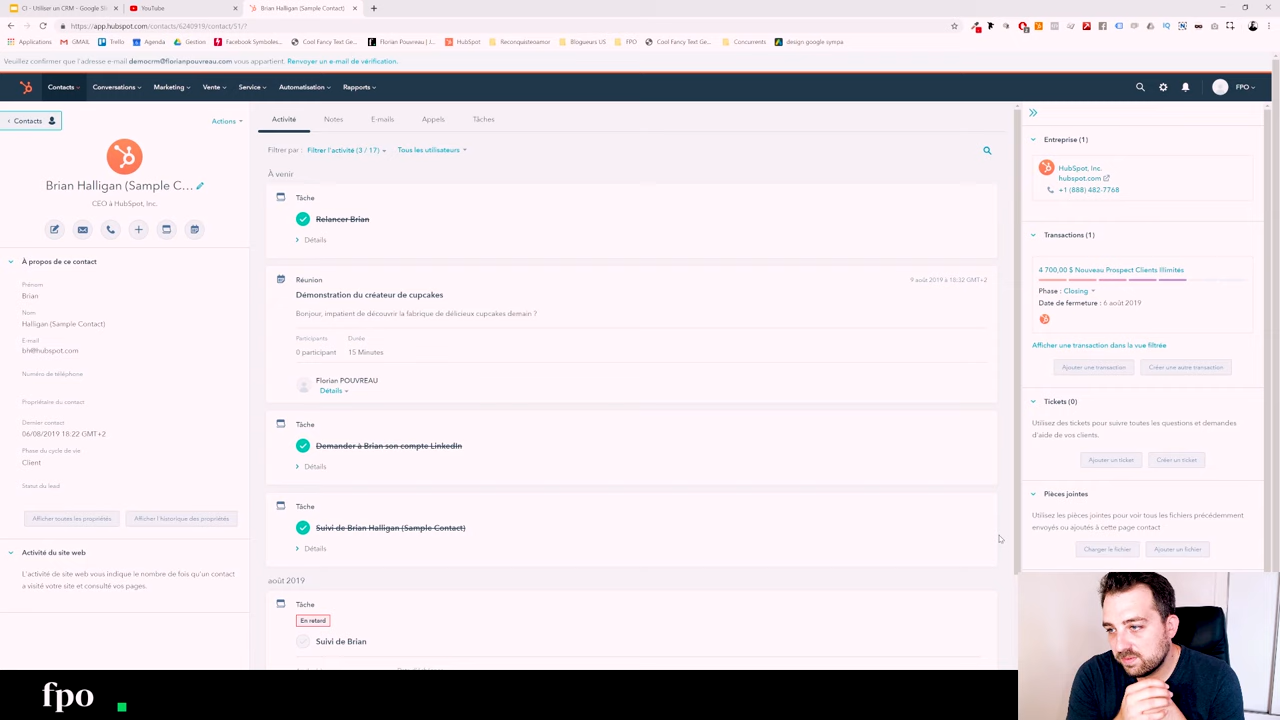 CI - Utiliser un CRM - Google Sli
YouTube
Brian Halligan (Sample Contact)
https://app.hubspot.com/contacts/6240919/contact/51/?
Applications
GMAIL
Trello
Agenda
Gestion
Facebook Symboles...
Cool Fancy Text Ge...
Florian Pouvreau | J...
HubSpot
Reconquisteamor
Blogueurs US
FPO
Cool Fancy Text Ge...
Concurrents
design google sympa
Veuillez confirmer que l'adresse e-mail democrm@florianpouvreau.com vous appartient. Renvoyer un e-mail de vérification.
Contacts
Conversations
Marketing
Vente
Service
Automatisation
Rapports
FPO
Contacts
Actions
Brian Halligan (Sample C...
CEO à HubSpot, Inc.
À propos de ce contact
Prénom
Brian
Nom
Halligan (Sample Contact)
E-mail
bh@hubspot.com
Numéro de téléphone
Propriétaire du contact
Dernier contact
06/08/2019 18:22 GMT+2
Phase du cycle de vie
Client
Statut du lead
Afficher toutes les propriétés
Afficher l'historique des propriétés
Activité du site web
L'activité de site web vous indique le nombre de fois qu'un contact
a visité votre site et consulté vos pages.
Activité
Notes
E-mails
Appels
Tâches
Filtrer par :
Filtrer l'activité (3 / 17)
Tous les utilisateurs
À venir
Tâche
Relancer Brian
Détails
Réunion
9 août 2019 à 18:32 GMT+2
Démonstration du créateur de cupcakes
Bonjour, impatient de découvrir la fabrique de délicieux cupcakes demain ?
Participants
Durée
0 participant
15 Minutes
Florian POUVREAU
Détails
Tâche
Demander à Brian son compte LinkedIn
Détails
Tâche
Suivi de Brian Halligan (Sample Contact)
Détails
août 2019
Tâche
En retard
Suivi de Brian
Entreprise (1)
HubSpot, Inc.
hubspot.com
+1 (888) 482-7768
Transactions (1)
4 700,00 $ Nouveau Prospect Clients Illimités
Phase : Closing
Date de fermeture : 6 août 2019
Afficher une transaction dans la vue filtrée
Ajouter une transaction
Créer une autre transaction
Tickets (0)
Utilisez des tickets pour suivre toutes les questions et demandes
d'aide de vos clients.
Ajouter un ticket
Créer un ticket
Pièces jointes
Utilisez les pièces jointes pour voir tous les fichiers précédemment
envoyés ou ajoutés à cette page contact
Charger le fichier
Ajouter un fichier
fpo